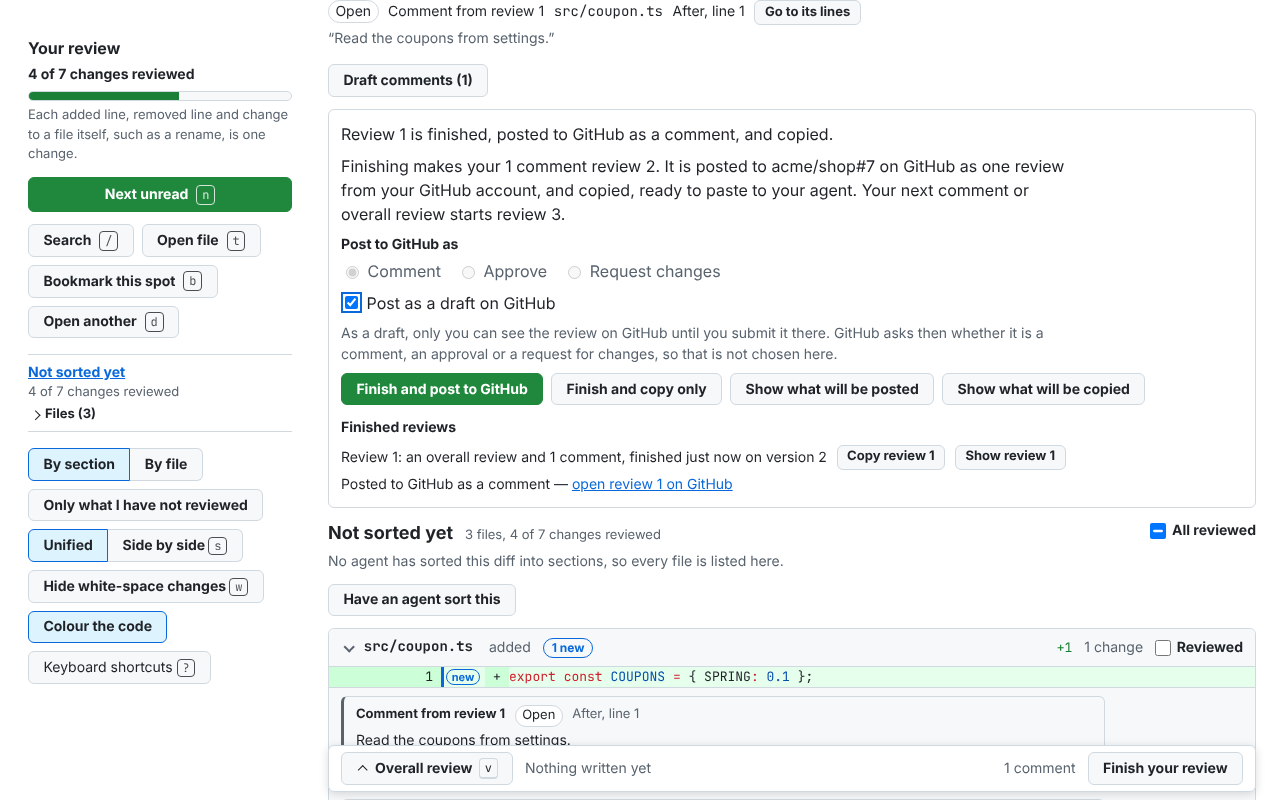 Your review
4 of 7 changes reviewed
Each added line, removed line and change
to a file itself, such as a rename, is one
change.
Next unread n
Search / Open file t
Bookmark this spot b
Open another d
Not sorted yet
4 of 7 changes reviewed
Files (3)
By section By file
Only what I have not reviewed
Unified Side by side s
Hide white-space changes w
Colour the code
Keyboard shortcuts ?
Open Comment from review 1 src/coupon.ts After, line 1 Go to its lines
“Read the coupons from settings.”
Draft comments (1)
Review 1 is finished, posted to GitHub as a comment, and copied.
Finishing makes your 1 comment review 2. It is posted to acme/shop#7 on GitHub as one review
from your GitHub account, and copied, ready to paste to your agent. Your next comment or
overall review starts review 3.
Post to GitHub as
Comment Approve Request changes
Post as a draft on GitHub
As a draft, only you can see the review on GitHub until you submit it there. GitHub asks then whether it is a
comment, an approval or a request for changes, so that is not chosen here.
Finish and post to GitHub Finish and copy only Show what will be posted Show what will be copied
Finished reviews
Review 1: an overall review and 1 comment, finished just now on version 2 Copy review 1 Show review 1
Posted to GitHub as a comment — open review 1 on GitHub
Not sorted yet 3 files, 4 of 7 changes reviewed All reviewed
No agent has sorted this diff into sections, so every file is listed here.
Have an agent sort this
src/coupon.ts added 1 new +1 1 change Reviewed
1 new + export const COUPONS = { SPRING: 0.1 };
Comment from review 1 Open After, line 1
Read the coupons from settings.
Overall review v Nothing written yet 1 comment Finish your review